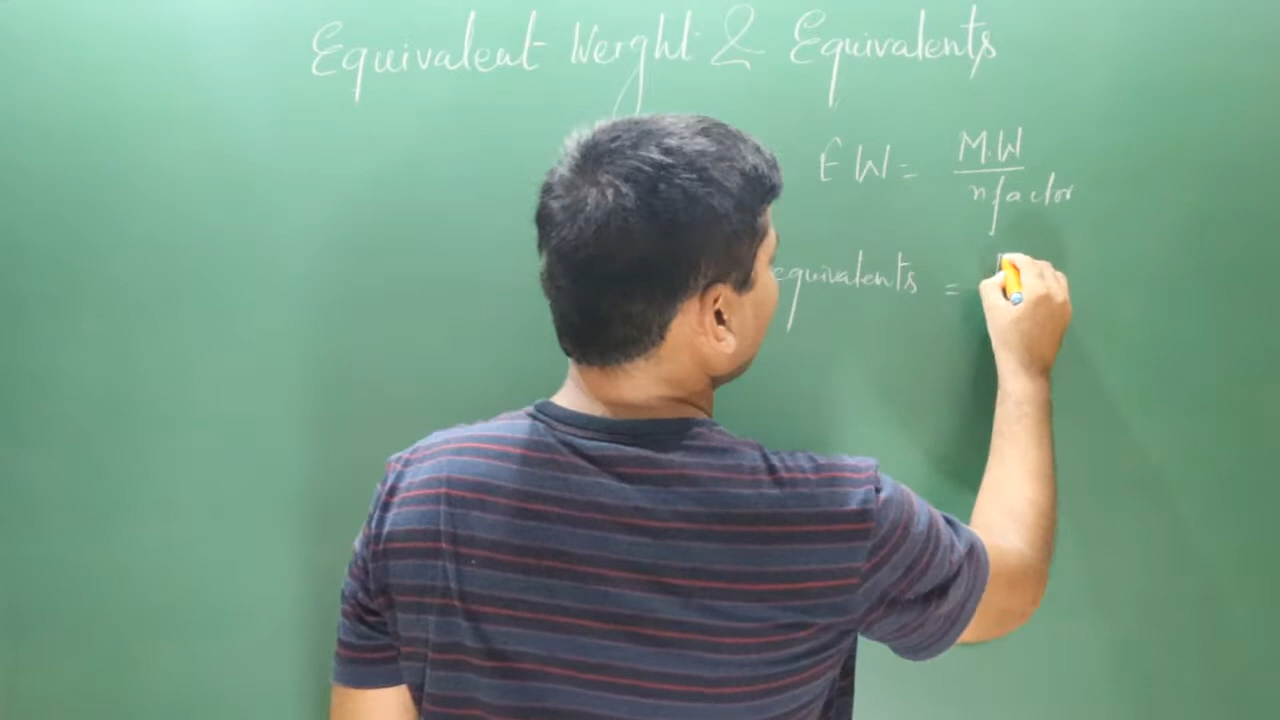 Equivalent Weight & Equivalents
E W = M.W
n factor
equivalents =